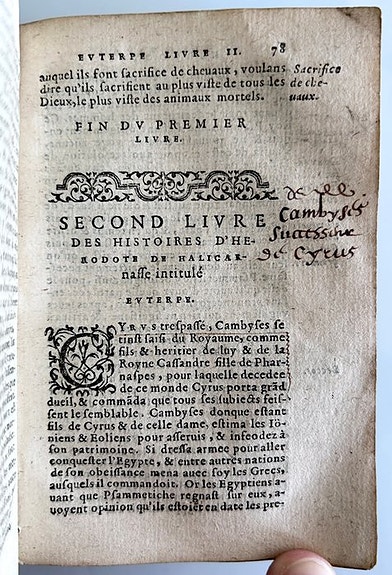 EVTERPE LIVRE II. 78
auquel ils font sacrifice de cheuaux, voulans
dire qu'ils sacrifient au plus viste de tous les
Dieux, le plus viste des animaux mortels.
Sacrifice
de che-
uaux.
FIN DV PREMIER
LIVRE.
SECOND LIVRE
DES HISTOIRES D'HE-
RODOTE DE HALICAR-
nasse intitulé
EVTERPE.
de
Cambyses
Successeur
de Cyrus
CYRVS trespassé, Cambyses se
tinst saisi du Royaume, comme
fils & heritier de luy & de la
Royne Cassandre fille de Phar-
naspes, pour laquelle decedee
de ce monde Cyrus porta grãd
dueil, & commãda que tous ses subiects feis-
sent le semblable. Cambyses donque estant
fils de Cyrus & de celle dame, estima les Iõ-
niens & Eoliens pour asseruis, & infeodez à
son patrimoine. Si dressa armee pour aller
conquester l'Egypte, & entre autres nations
de son obeissance mena auec soy les Grecs,
ausquels il commandoit. Or les Egyptiens a-
uant que Psammetiche regnast sur eux, a-
uoyent opinion qu'ils estoiẽt en date les pre-